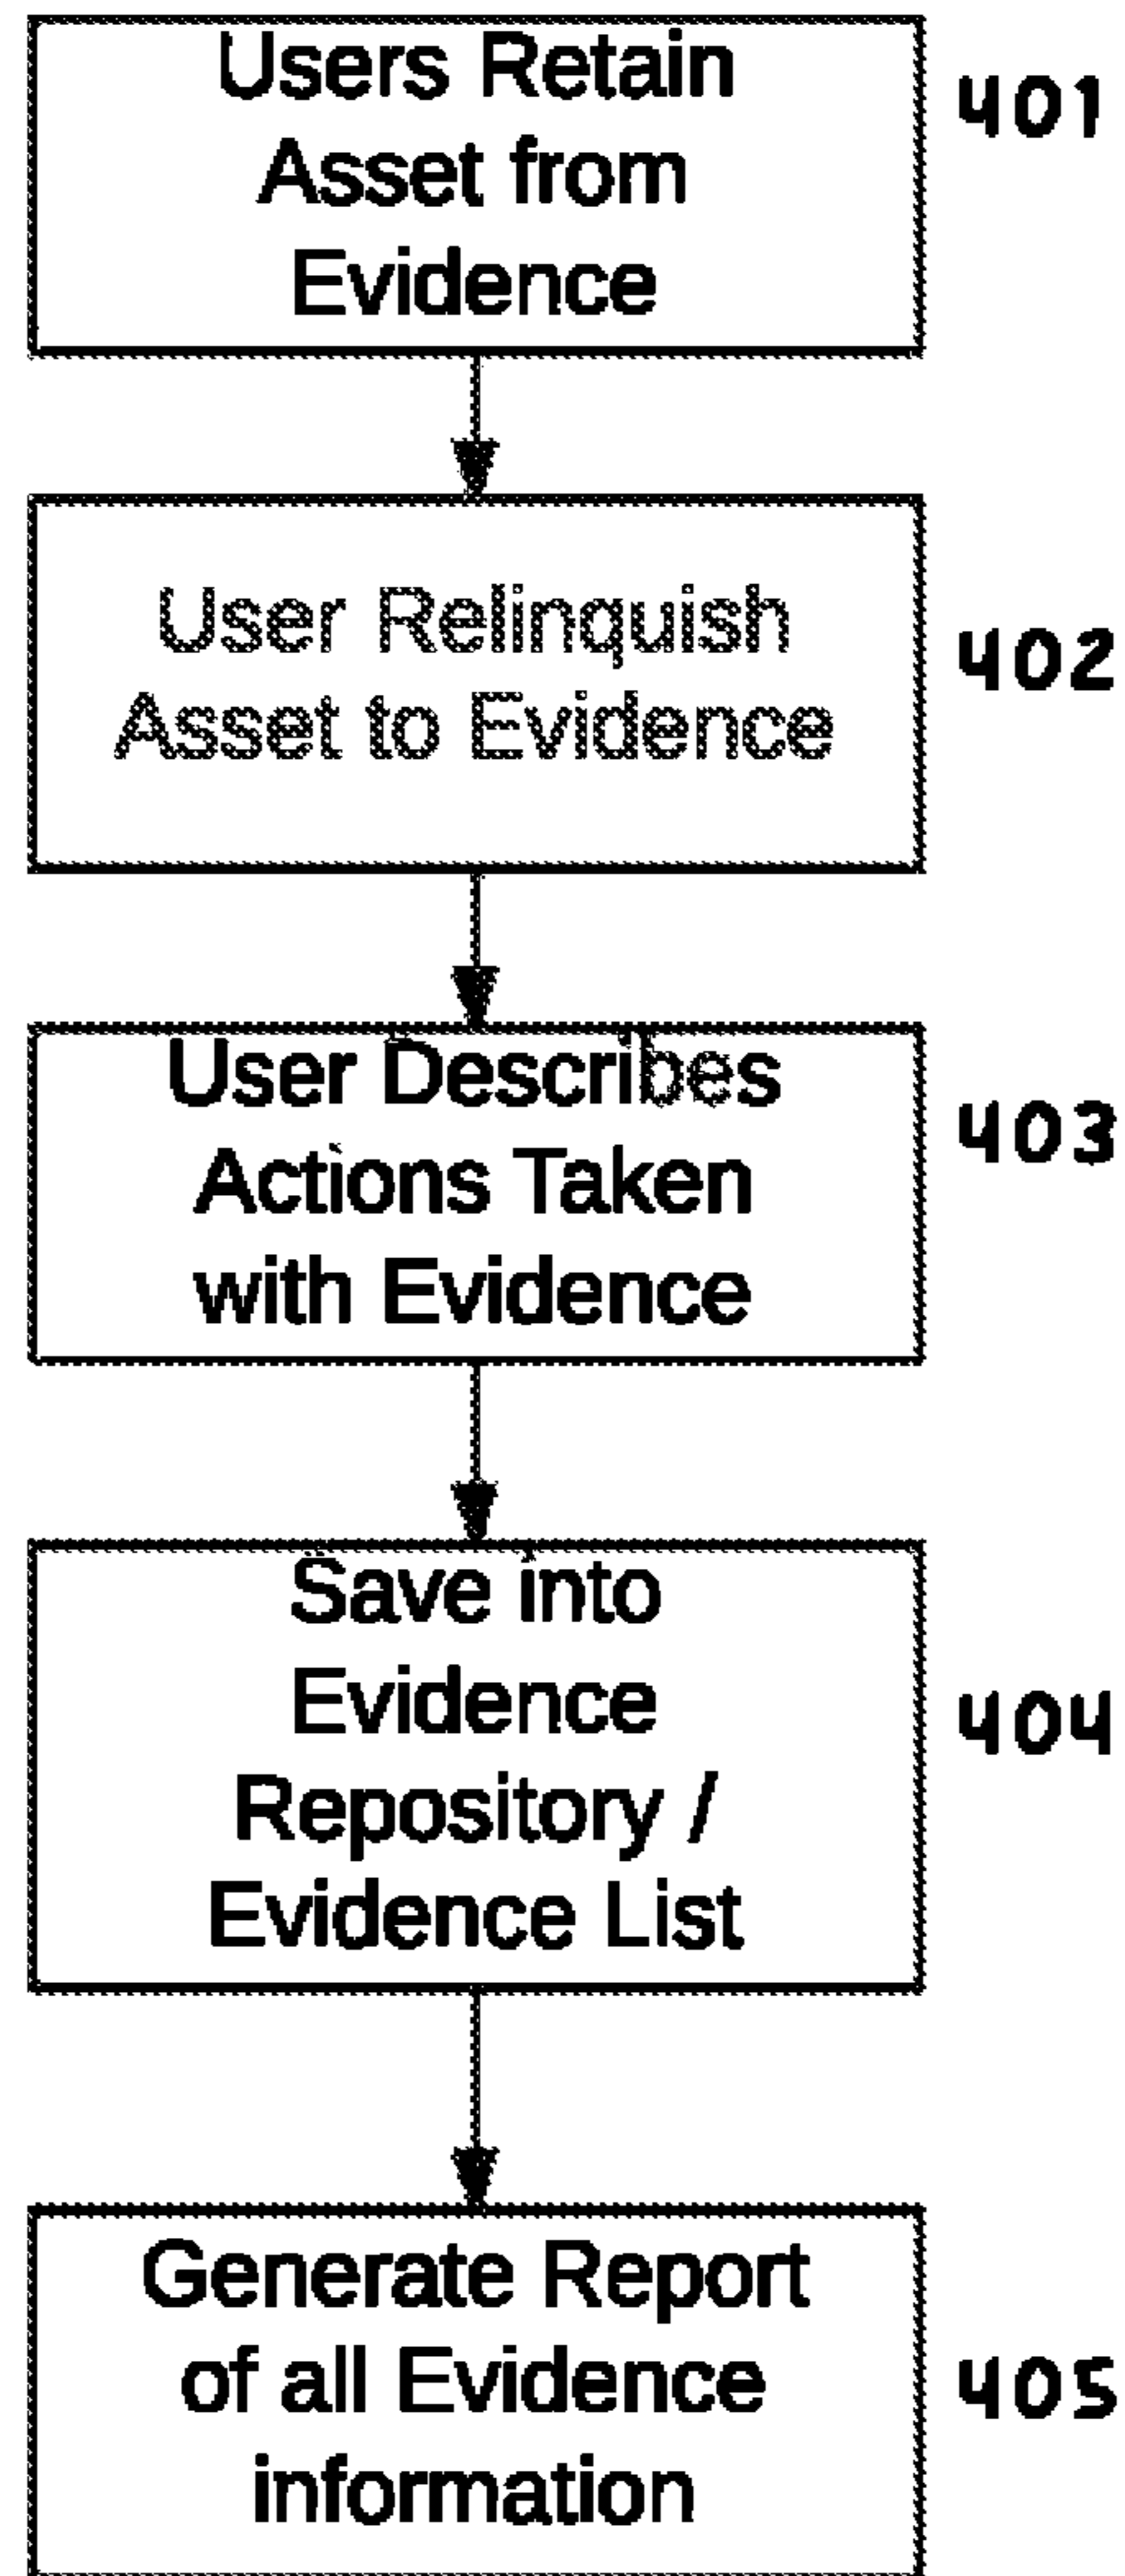 Users Retain
Asset from
Evidence
401
User Relinquish
Asset to Evidence
402
User Describes
Actions Taken
with Evidence
403
Save into
Evidence
Repository /
Evidence List
404
Generate Report
of all Evidence
information
405